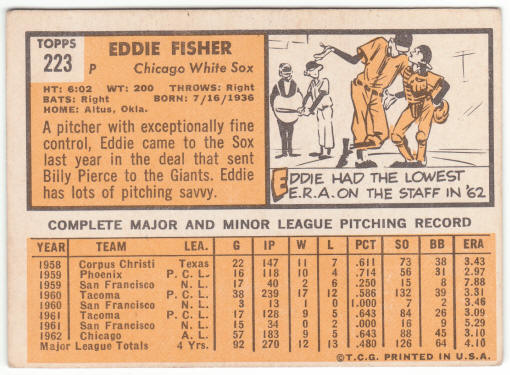 TOPPS
223
P
EDDIE FISHER
Chicago White Sox
HT: 6:02 WT: 200 THROWS: Right
BATS: Right BORN: 7/16/1936
HOME: Altus, Okla.
A pitcher with exceptionally fine
control, Eddie came to the Sox
last year in the deal that sent
Billy Pierce to the Giants. Eddie
has lots of pitching savvy.
EDDIE HAD THE LOWEST
E.R.A. ON THE STAFF IN '62
COMPLETE MAJOR AND MINOR LEAGUE PITCHING RECORD
YEAR TEAM LEA. G IP W L PCT SO BB ERA
1958 Corpus Christi Texas 22 147 11 7 .611 73 38 3.43
1959 Phoenix P. C. L. 16 118 10 4 .714 56 31 2.97
1959 San Francisco N. L. 17 40 2 6 .250 15 8 7.88
1960 Tacoma P. C. L. 38 239 17 12 .586 132 39 3.31
1960 San Francisco N. L. 3 13 1 0 .000 7 2 3.46
1961 Tacoma P. C. L. 17 128 9 5 .643 84 26 3.09
1961 San Francisco N. L. 15 34 0 2 .000 16 9 5.29
1962 Chicago A. L. 57 183 9 5 .643 88 45 3.10
Major League Totals 4 Yrs. 92 270 12 13 .480 126 64 4.10
©T.C.G. PRINTED IN U.S.A.